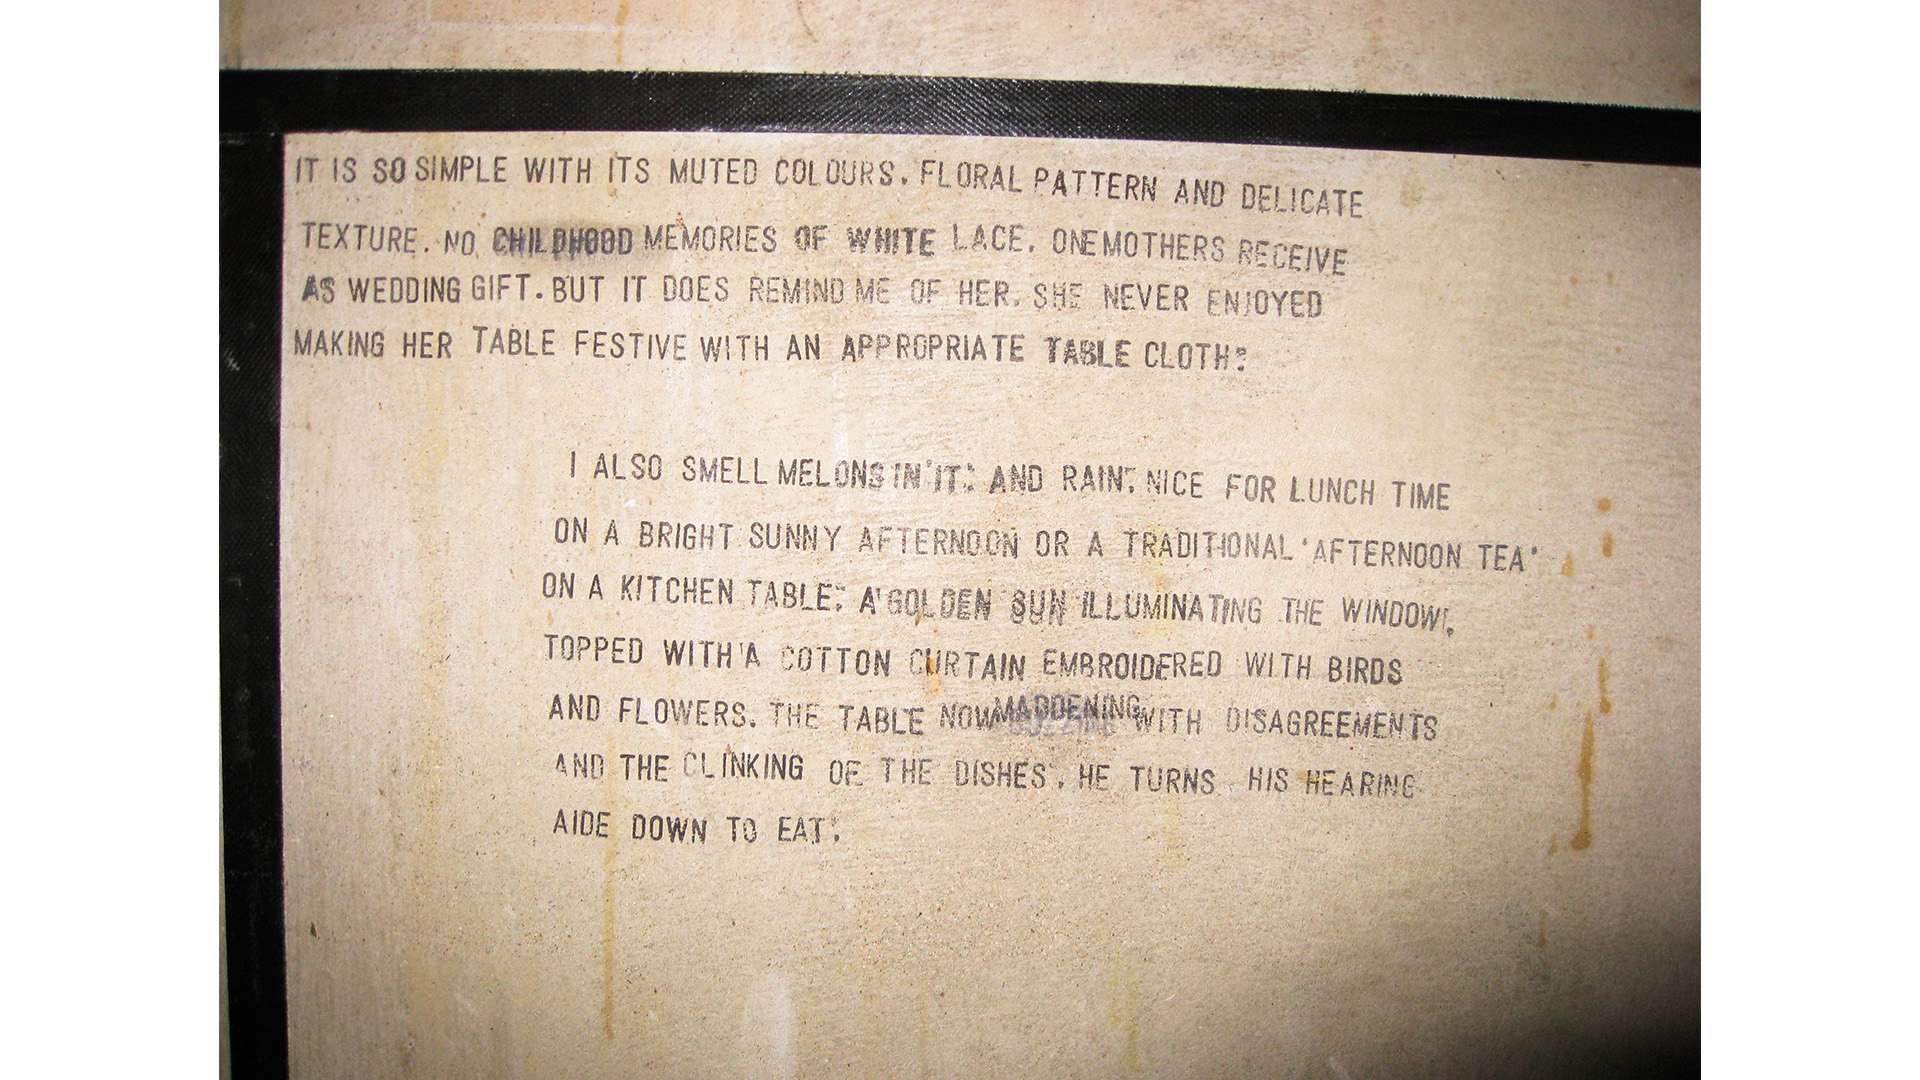 IT IS SO SIMPLE WITH ITS MUTED COLOURS. FLORAL PATTERN AND DELICATE
TEXTURE. NO CHILDHOOD MEMORIES OF WHITE LACE. ONE MOTHERS RECEIVE
AS WEDDING GIFT. BUT IT DOES REMIND ME OF HER. SHE NEVER ENJOYED
MAKING HER TABLE FESTIVE WITH AN APPROPRIATE TABLE CLOTH.
I ALSO SMELL MELONS IN IT. AND RAIN. NICE FOR LUNCH TIME
ON A BRIGHT SUNNY AFTERNOON OR A TRADITIONAL 'AFTERNOON TEA'
ON A KITCHEN TABLE. A GOLDEN SUN ILLUMINATING THE WINDOW.
TOPPED WITH A COTTON CURTAIN EMBROIDERED WITH BIRDS
AND FLOWERS. THE TABLE NOW MADDENING WITH DISAGREEMENTS
AND THE CLINKING OF THE DISHES. HE TURNS HIS HEARING
AIDE DOWN TO EAT.